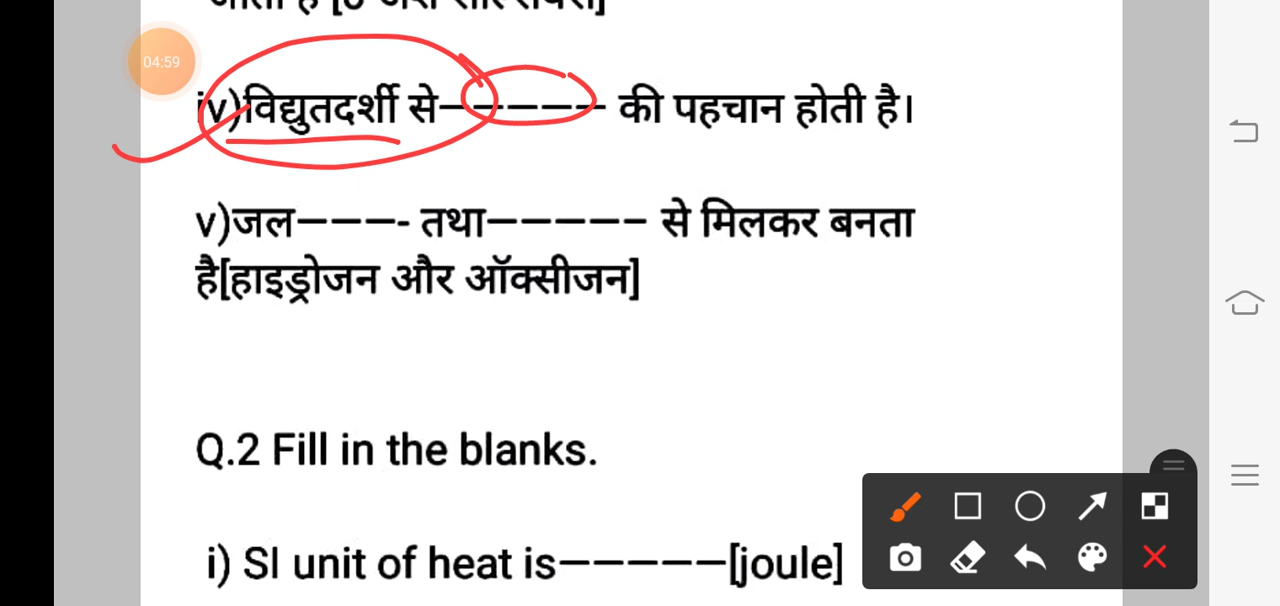 04:59
iv)विद्युतदर्शी से–––––– की पहचान होती है।
v)जल–––- तथा––––– से मिलकर बनता
है[हाइड्रोजन और ऑक्सीजन]
Q.2 Fill in the blanks.
i) SI unit of heat is–––––[joule]